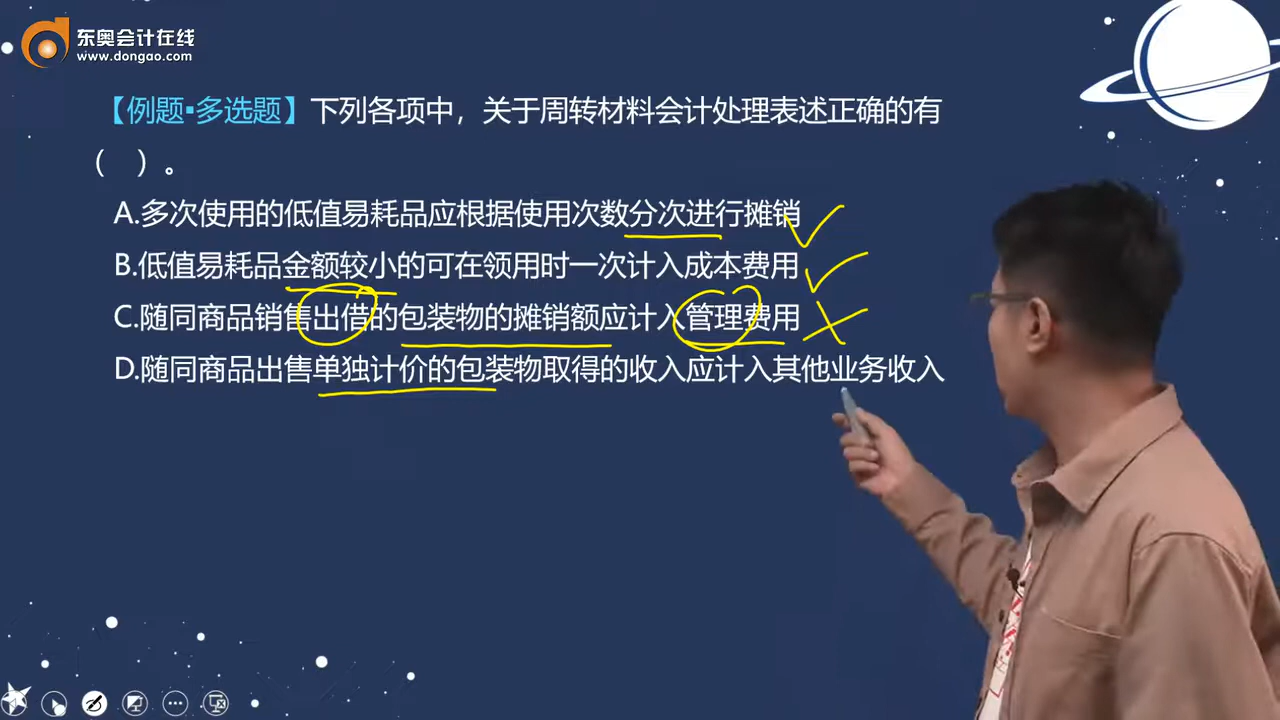 东奥会计在线
www.dongao.com
【例题▪多选题】下列各项中，关于周转材料会计处理表述正确的有
（　）。
A.多次使用的低值易耗品应根据使用次数分次进行摊销
B.低值易耗品金额较小的可在领用时一次计入成本费用
C.随同商品销售出借的包装物的摊销额应计入管理费用
D.随同商品出售单独计价的包装物取得的收入应计入其他业务收入